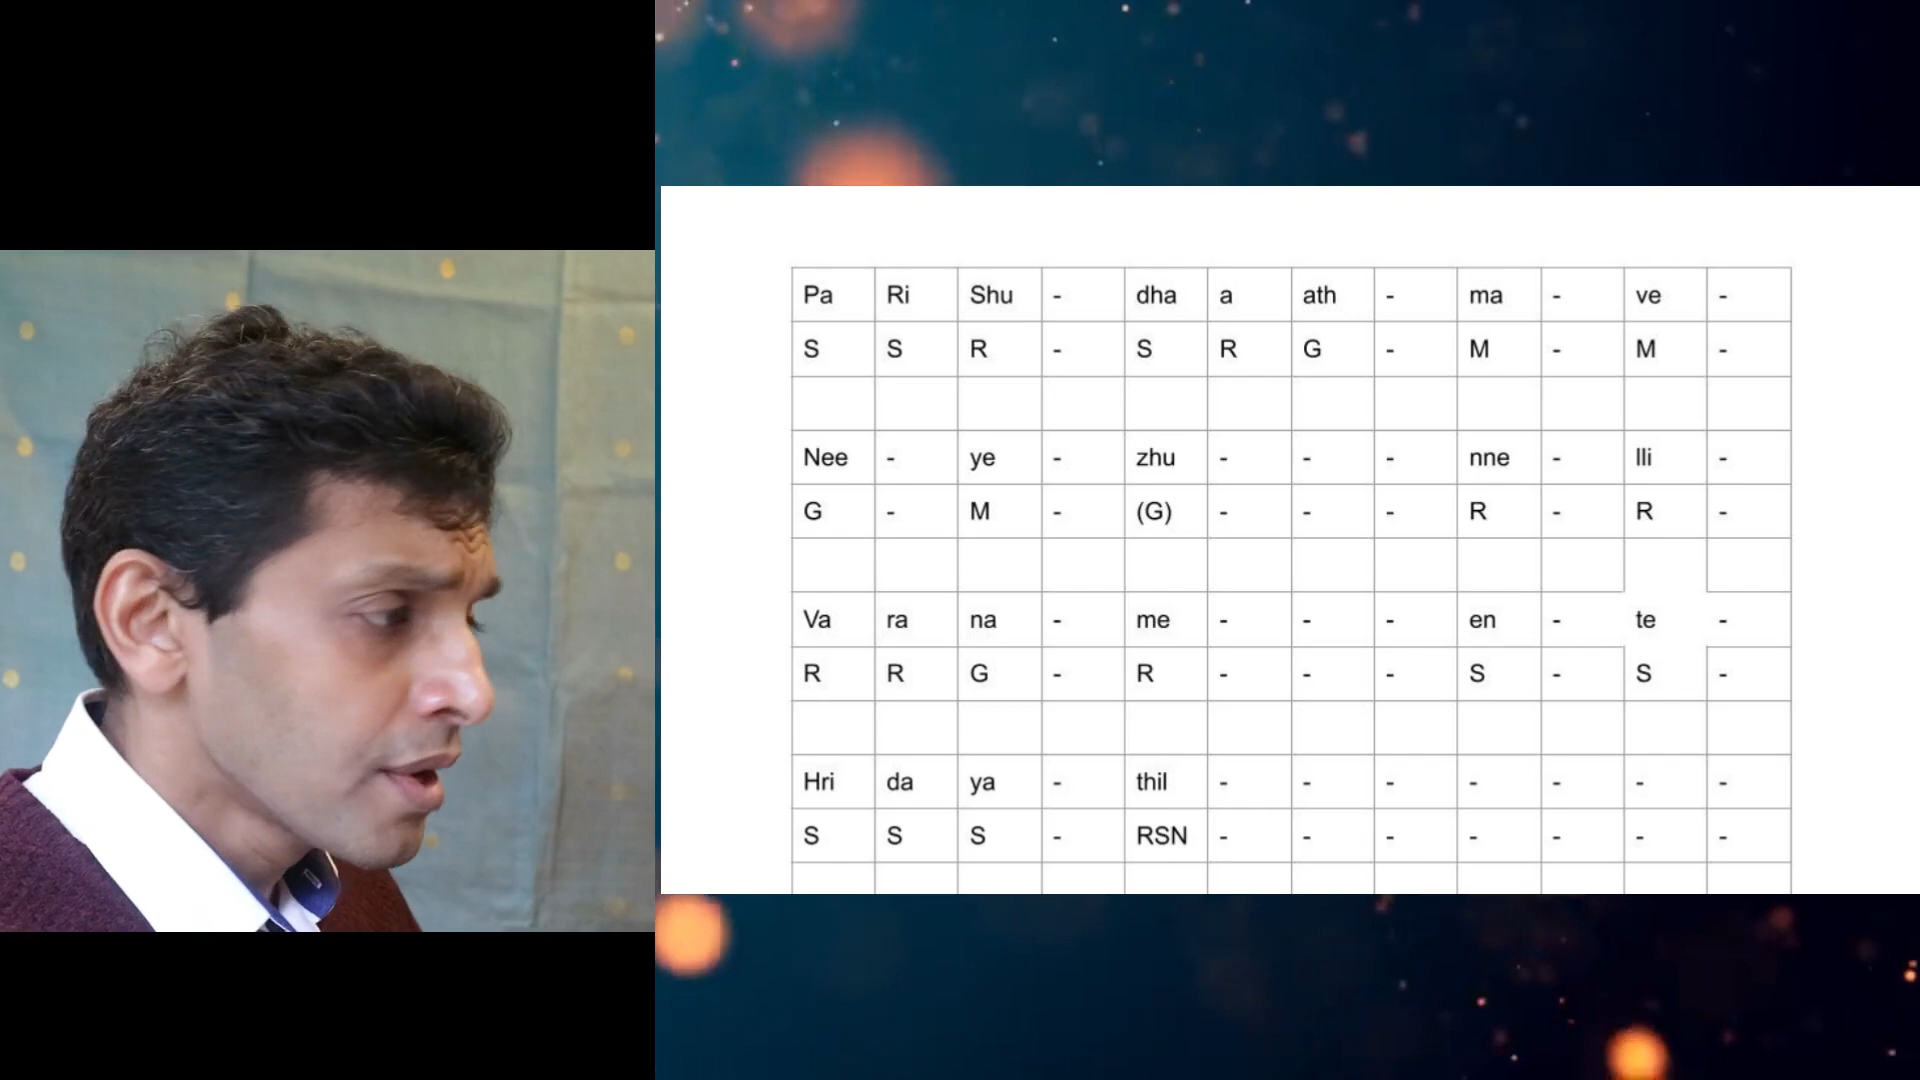 Pa Ri Shu - dha a ath - ma - ve -
S S R - S R G - M - M -
Nee - ye - zhu - - - nne - lli -
G - M - (G) - - - R - R -
Va ra na - me - - - en - te -
R R G - R - - - S - S -
Hri da ya - thil - - - - - - -
S S S - RSN - - - - - - -